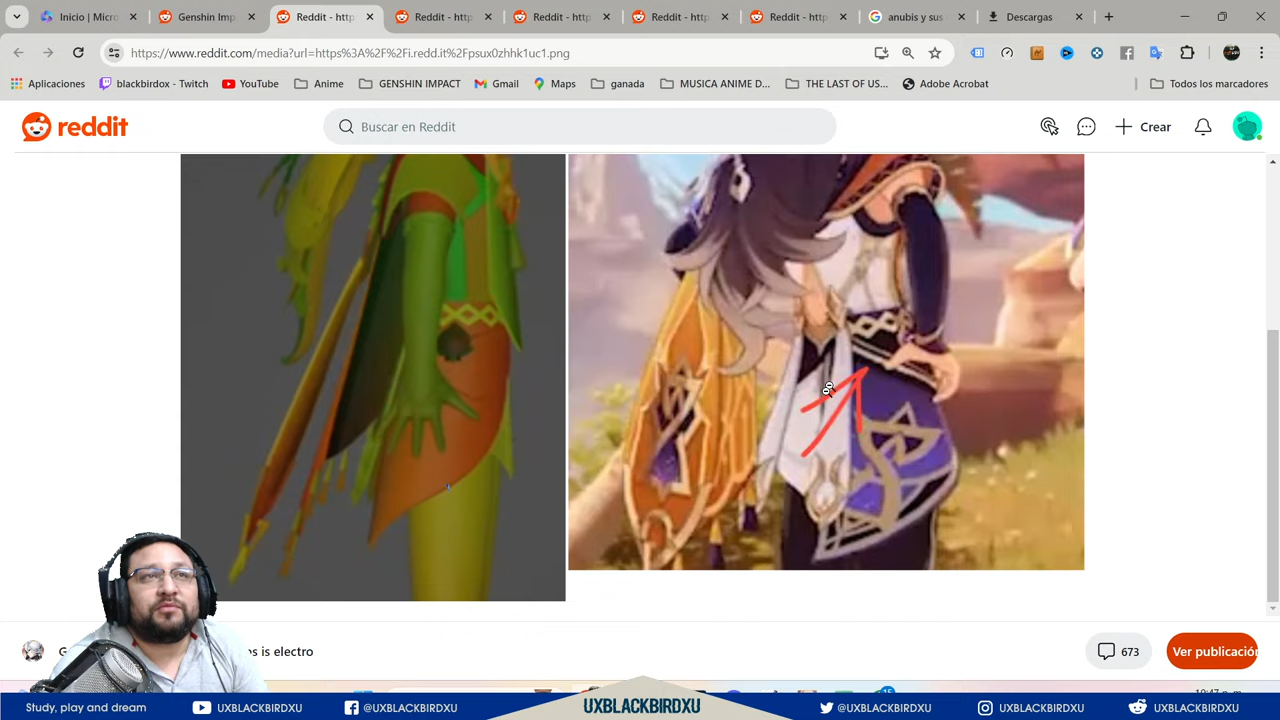 Inicio | Micro
Genshin Imp
Reddit - http
Reddit - http
Reddit - http
Reddit - http
Reddit - http
anubis y sus
Descargas
https://www.reddit.com/media?url=https%3A%2F%2Fi.redd.it%2Fpsux0zhhk1uc1.png
Aplicaciones
blackbirdox - Twitch
YouTube
Anime
GENSHIN IMPACT
Gmail
Maps
ganada
MUSICA ANIME D...
THE LAST OF US...
Adobe Acrobat
Todos los marcadores
reddit
Buscar en Reddit
Crear
is electro
673
Ver publicación
Study, play and dream
UXBLACKBIRDXU
@UXBLACKBIRDXU
UXBLACKBIRDXU
@UXBLACKBIRDXU
UXBLACKBIRDXU
UXBLACKBIRDXU